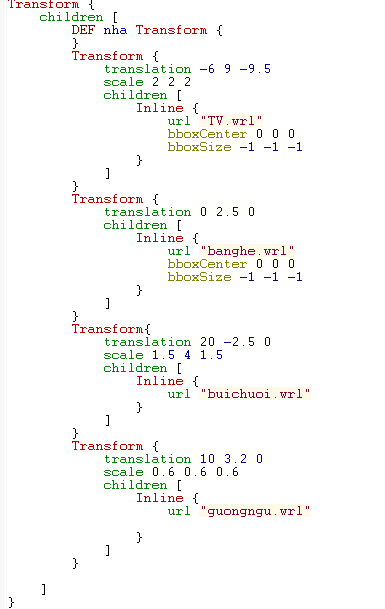 Transform {
    children [
        DEF nha Transform {
        }
        Transform {
            translation -6 9 -9.5
            scale 2 2 2
            children [
                Inline {
                    url "TV.wrl"
                    bboxCenter 0 0 0
                    bboxSize -1 -1 -1
                }
            ]
        }
        Transform {
            translation 0 2.5 0
            children [
                Inline {
                    url "banghe.wrl"
                    bboxCenter 0 0 0
                    bboxSize -1 -1 -1
                }
            ]
        }
        Transform{
            translation 20 -2.5 0
            scale 1.5 4 1.5
            children [
                Inline {
                    url "buichuoi.wrl"
                }
            ]
        }
        Transform {
            translation 10 3.2 0
            scale 0.6 0.6 0.6
            children [
                Inline {
                    url "guongngu.wrl"

                }
            ]
        }

    ]
}